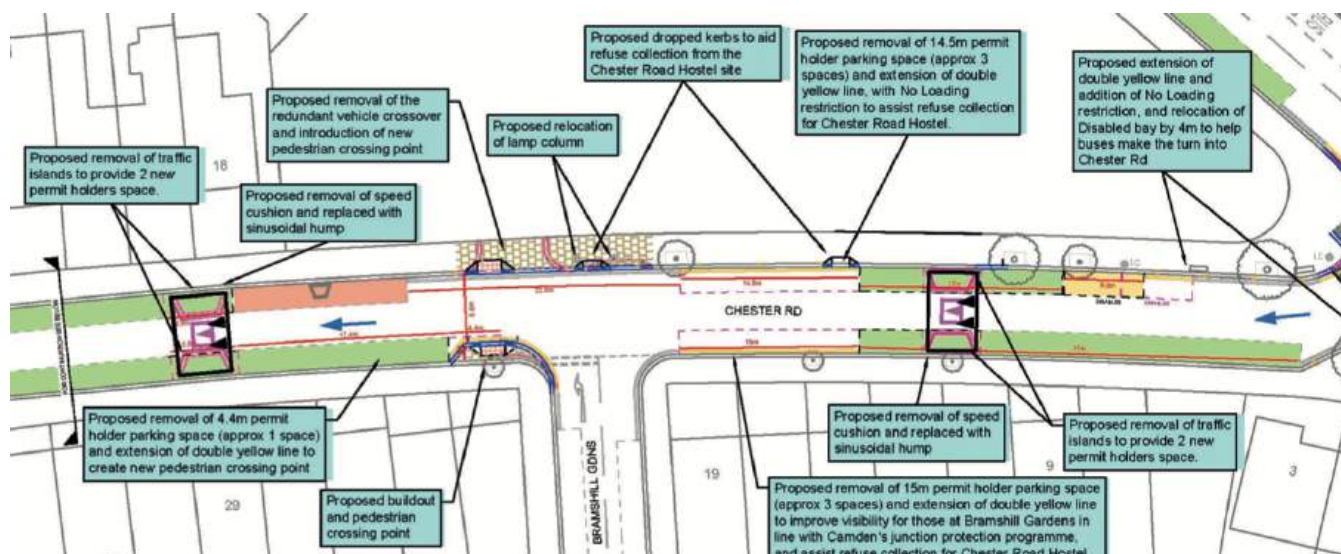 Proposed dropped kerbs to aid
refuse collection from the
Chester Road Hostel site
Proposed removal of 14.5m permit
holder parking space (approx 3
spaces) and extension of double
yellow line, with No Loading
restriction to assist refuse collection
for Chester Road Hostel.
Proposed extension of
double yellow line and
addition of No Loading
restriction, and relocation of
Disabled bay by 4m to help
buses make the turn into
Chester Rd
Proposed removal of the
redundant vehicle crossover
and introduction of new
pedestrian crossing point
Proposed relocation
of lamp column
Proposed removal of traffic
islands to provide 2 new
permit holders space.
18
Proposed removal of speed
cushion and replaced with
sinusoidal hump
CHESTER RD
Proposed removal of 4.4m permit
holder parking space (approx 1 space)
and extension of double yellow line to
create new pedestrian crossing point
29
Proposed buildout
and pedestrian
crossing point
BRAMSHILL GDNS
19
Proposed removal of speed
cushion and replaced with
sinusoidal hump
9
Proposed removal of traffic
islands to provide 2 new
permit holders space.
3
Proposed removal of 15m permit holder parking space
(approx 3 spaces) and extension of double yellow line
to improve visibility for those at Bramshill Gardens in
line with Camden's junction protection programme,
and assist refuse collection for Chester Road Hostel